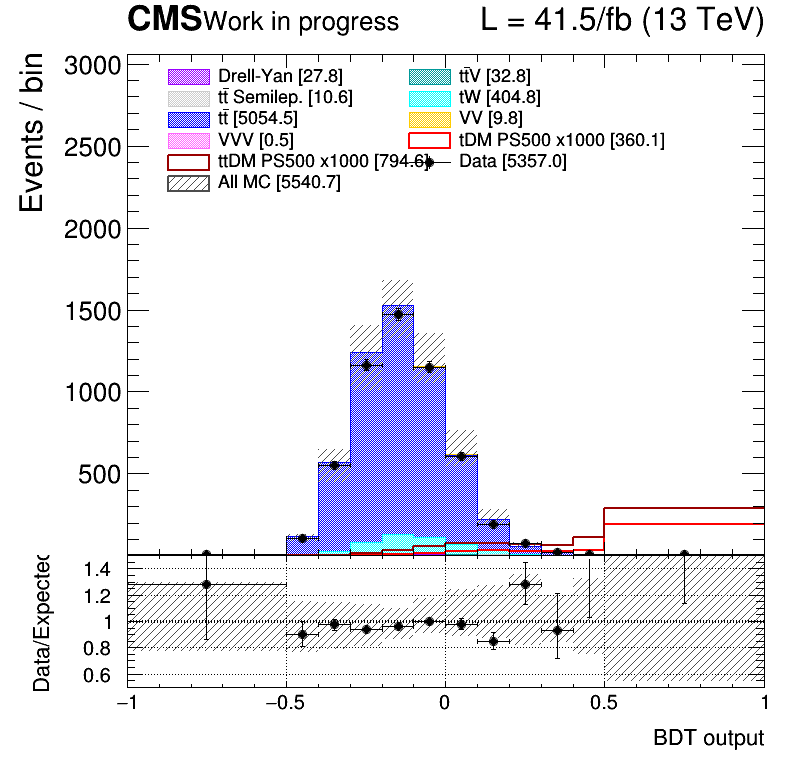 CMS Work in progress L = 41.5/fb (13 TeV)
Events / bin
3000
2500
2000
1500
1000
500
Drell-Yan [27.8] tt̄V [32.8]
tt̄ Semilep. [10.6] tW [404.8]
tt̄ [5054.5] VV [9.8]
VVV [0.5] tDM PS500 x1000 [360.1]
ttDM PS500 x1000 [794.6] Data [5357.0]
All MC [5540.7]
Data/Expected
1.4
1.2
1
0.8
0.6
−1 −0.5 0 0.5 1
BDT output